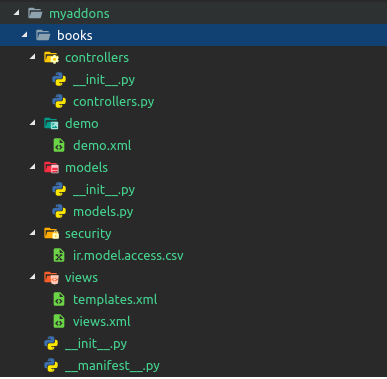 myaddons
books
controllers
__init__.py
controllers.py
demo
demo.xml
models
__init__.py
models.py
security
ir.model.access.csv
views
templates.xml
views.xml
__init__.py
__manifest__.py